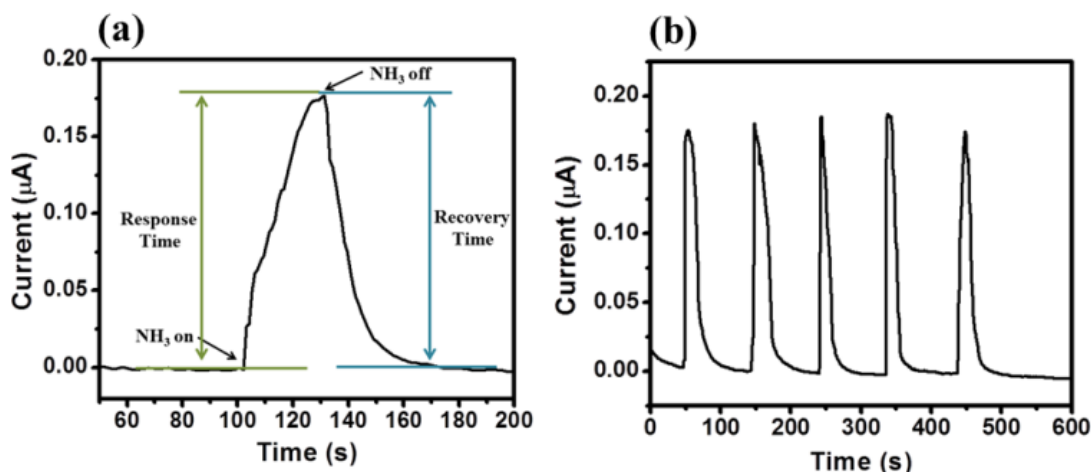 (a)
0.20
0.15
0.10
0.05
0.00
Current (μA)
NH₃ off
Response
Time
Recovery
Time
NH₃ on
60 80 100 120 140 160 180 200
Time (s)
(b)
0.20
0.15
0.10
0.05
0.00
Current (μA)
0 100 200 300 400 500 600
Time (s)